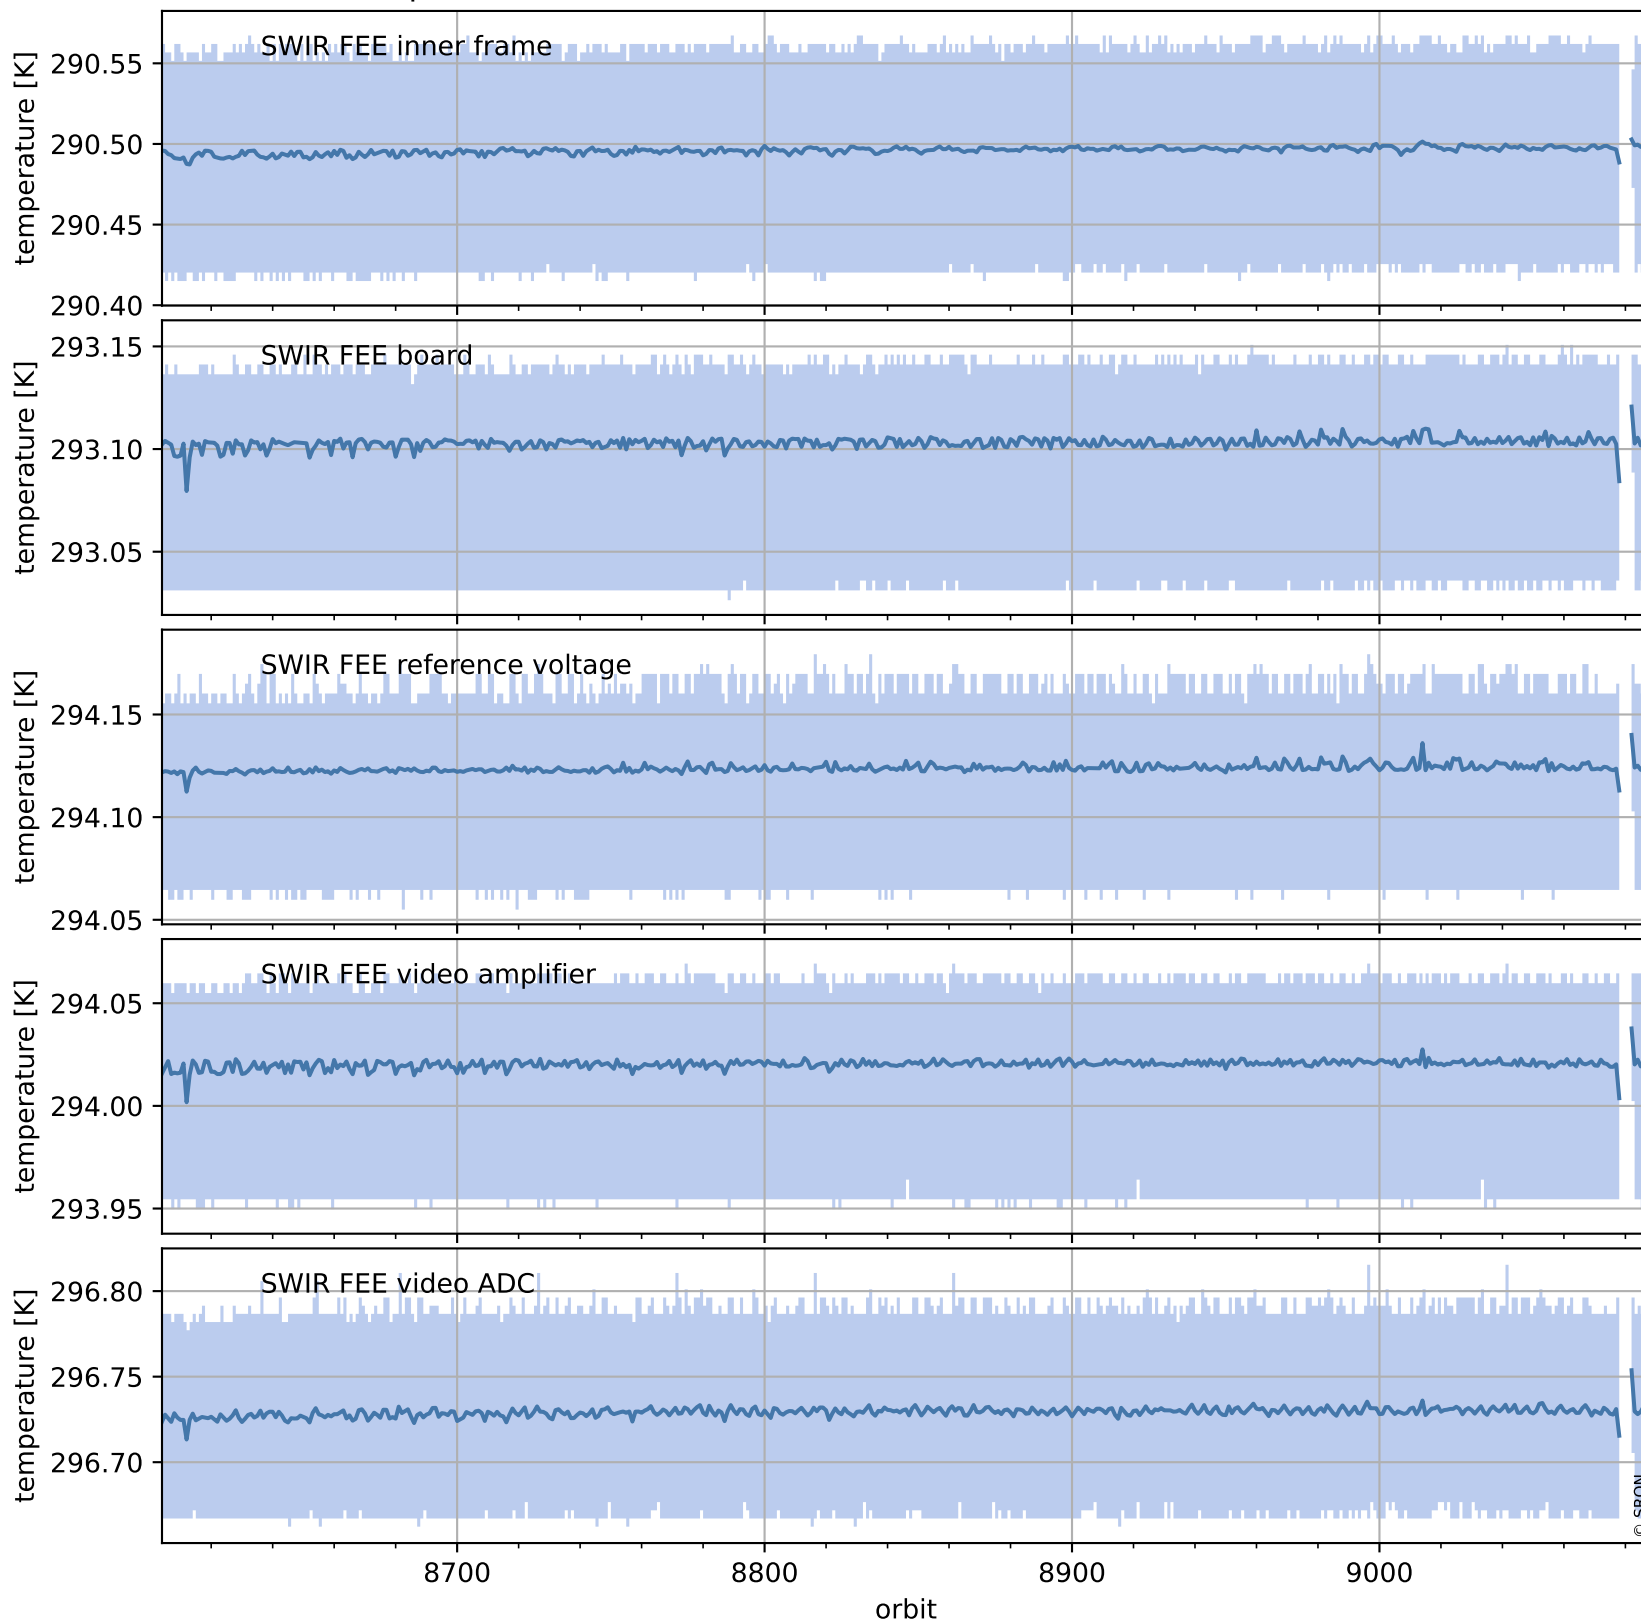 SWIR FEE inner frame
temperature [K]
290.55
290.50
290.45
290.40
SWIR FEE board
temperature [K]
293.15
293.10
293.05
SWIR FEE reference voltage
temperature [K]
294.15
294.10
294.05
SWIR FEE video amplifier
temperature [K]
294.05
294.00
293.95
SWIR FEE video ADC
temperature [K]
296.80
296.75
296.70
8700 8800 8900 9000
orbit
© SRON